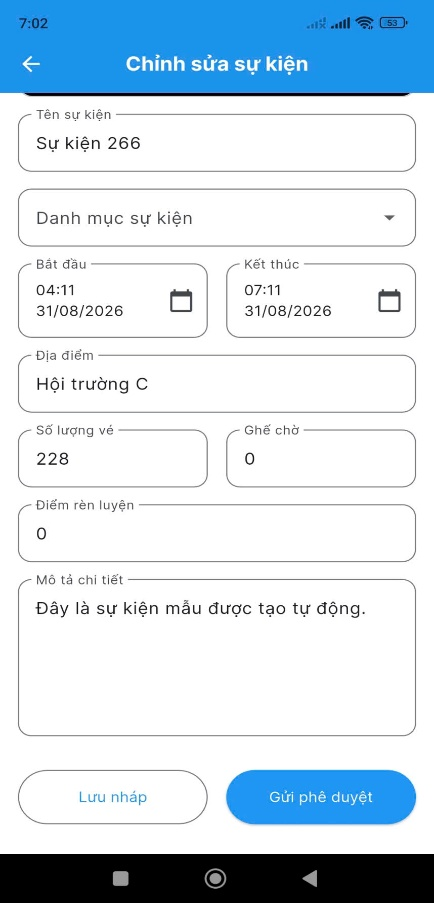 7:02
53
Chỉnh sửa sự kiện
Tên sự kiện
Sự kiện 266
Danh mục sự kiện
Bắt đầu
04:11
31/08/2026
Kết thúc
07:11
31/08/2026
Địa điểm
Hội trường C
Số lượng vé
228
Ghế chờ
0
Điểm rèn luyện
0
Mô tả chi tiết
Đây là sự kiện mẫu được tạo tự động.
Lưu nháp
Gửi phê duyệt